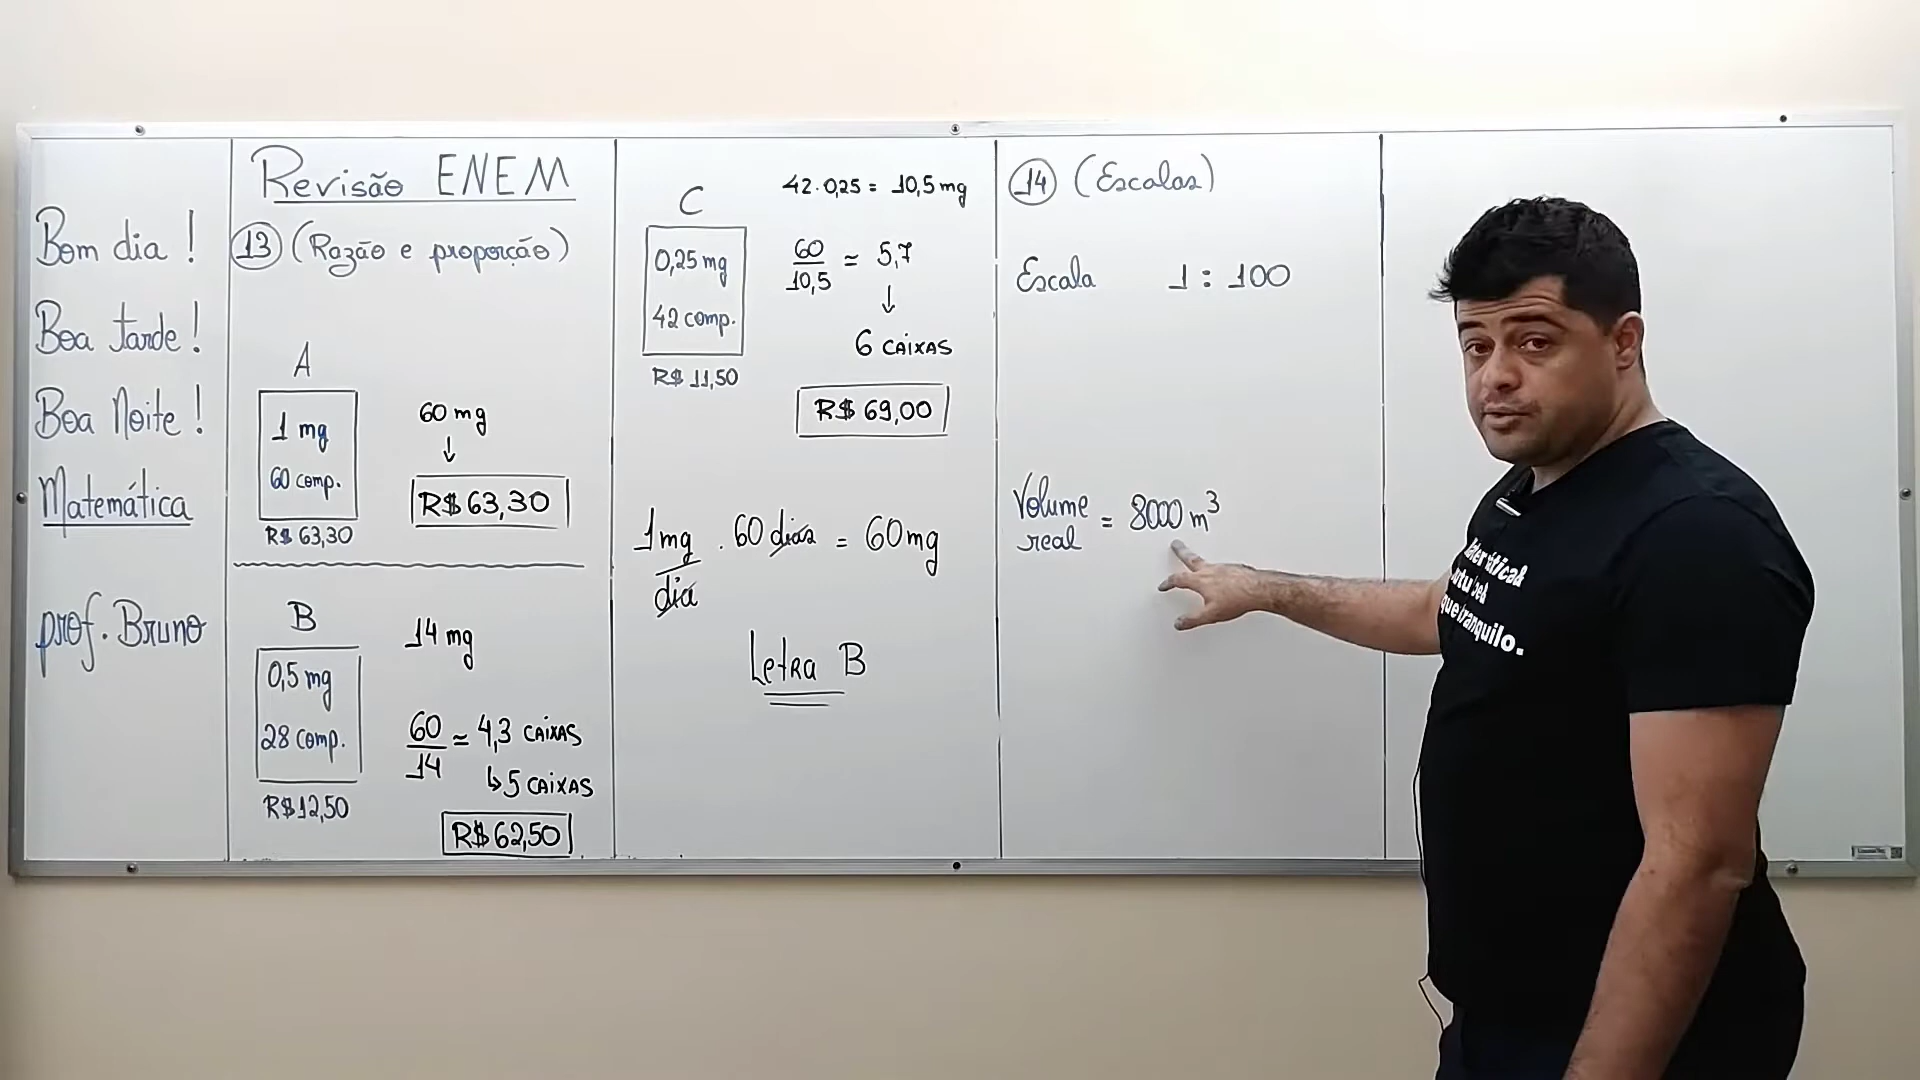 Bom dia !
Boa tarde !
Boa Noite !
Matemática
prof. Bruno
Revisão ENEM
13 (Razão e proporção)
A
1 mg
60 comp.
R$ 63,30
60 mg
↓
R$ 63,30
B
0,5 mg
28 comp.
R$12,50
14 mg
60/14 ≈ 4,3 CAIXAS
↳ 5 CAIXAS
R$ 62,50
C
0,25 mg
42 comp.
R$ 11,50
42 . 0,25 = 10,5 mg
60/10,5 ≈ 5,7
↓
6 CAIXAS
R$ 69,00
1mg/dia . 60 dias = 60mg
Letra B
14 (Escalas)
Escala 1 : 100
Volume real = 8000 m³
que tranquilo.